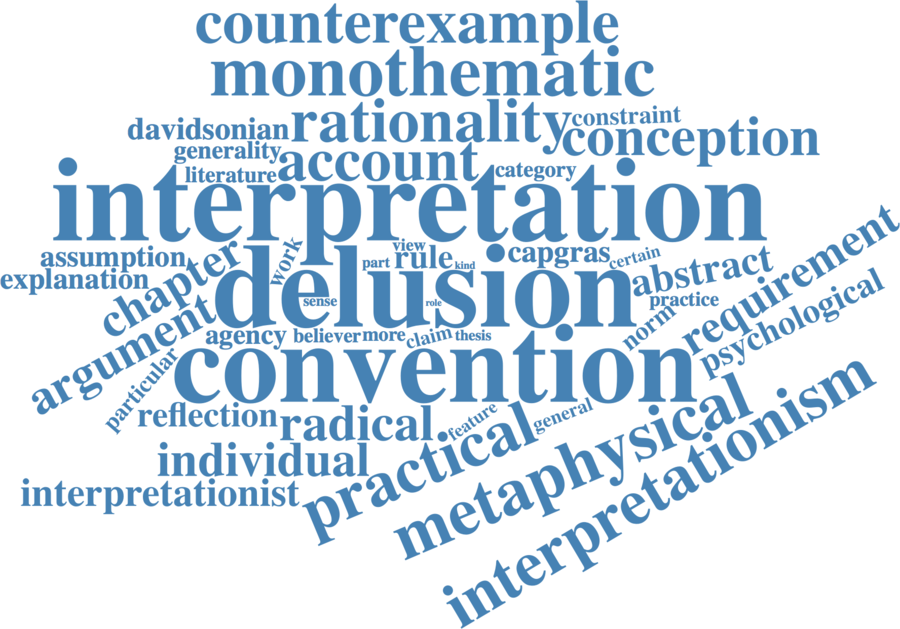 counterexample
monothematic
davidsonian rationality constraint
generality conception
literature account category
interpretation
assumption work view capgras certain
explanation part rule kind
chapter delusion abstract requirement
sense role practice
argument agency believer more claim thesis norm psychological
particular convention
reflection radical feature general
individual practical metaphysical
interpretationist interpretationism